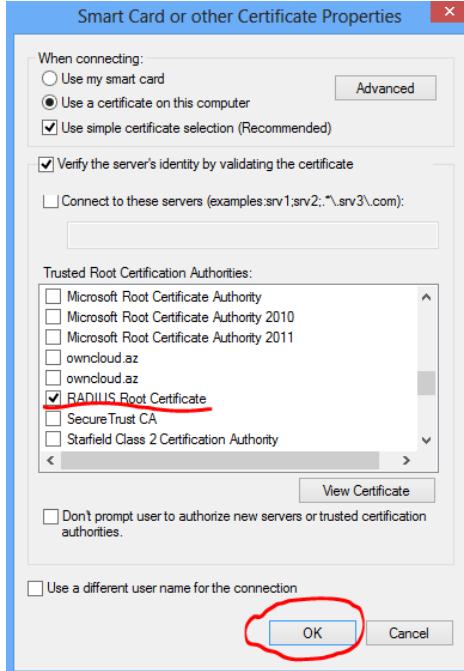 Smart Card or other Certificate Properties
When connecting:
Use my smart card
Advanced
Use a certificate on this computer
Use simple certificate selection (Recommended)
Verify the server's identity by validating the certificate
Connect to these servers (examples:srv1;srv2;.*\.srv3\.com):
Trusted Root Certification Authorities:
Microsoft Root Certificate Authority
Microsoft Root Certificate Authority 2010
Microsoft Root Certificate Authority 2011
owncloud.az
owncloud.az
RADIUS Root Certificate
SecureTrust CA
Starfield Class 2 Certification Authority
View Certificate
Don't prompt user to authorize new servers or trusted certification
authorities.
Use a different user name for the connection
OK
Cancel